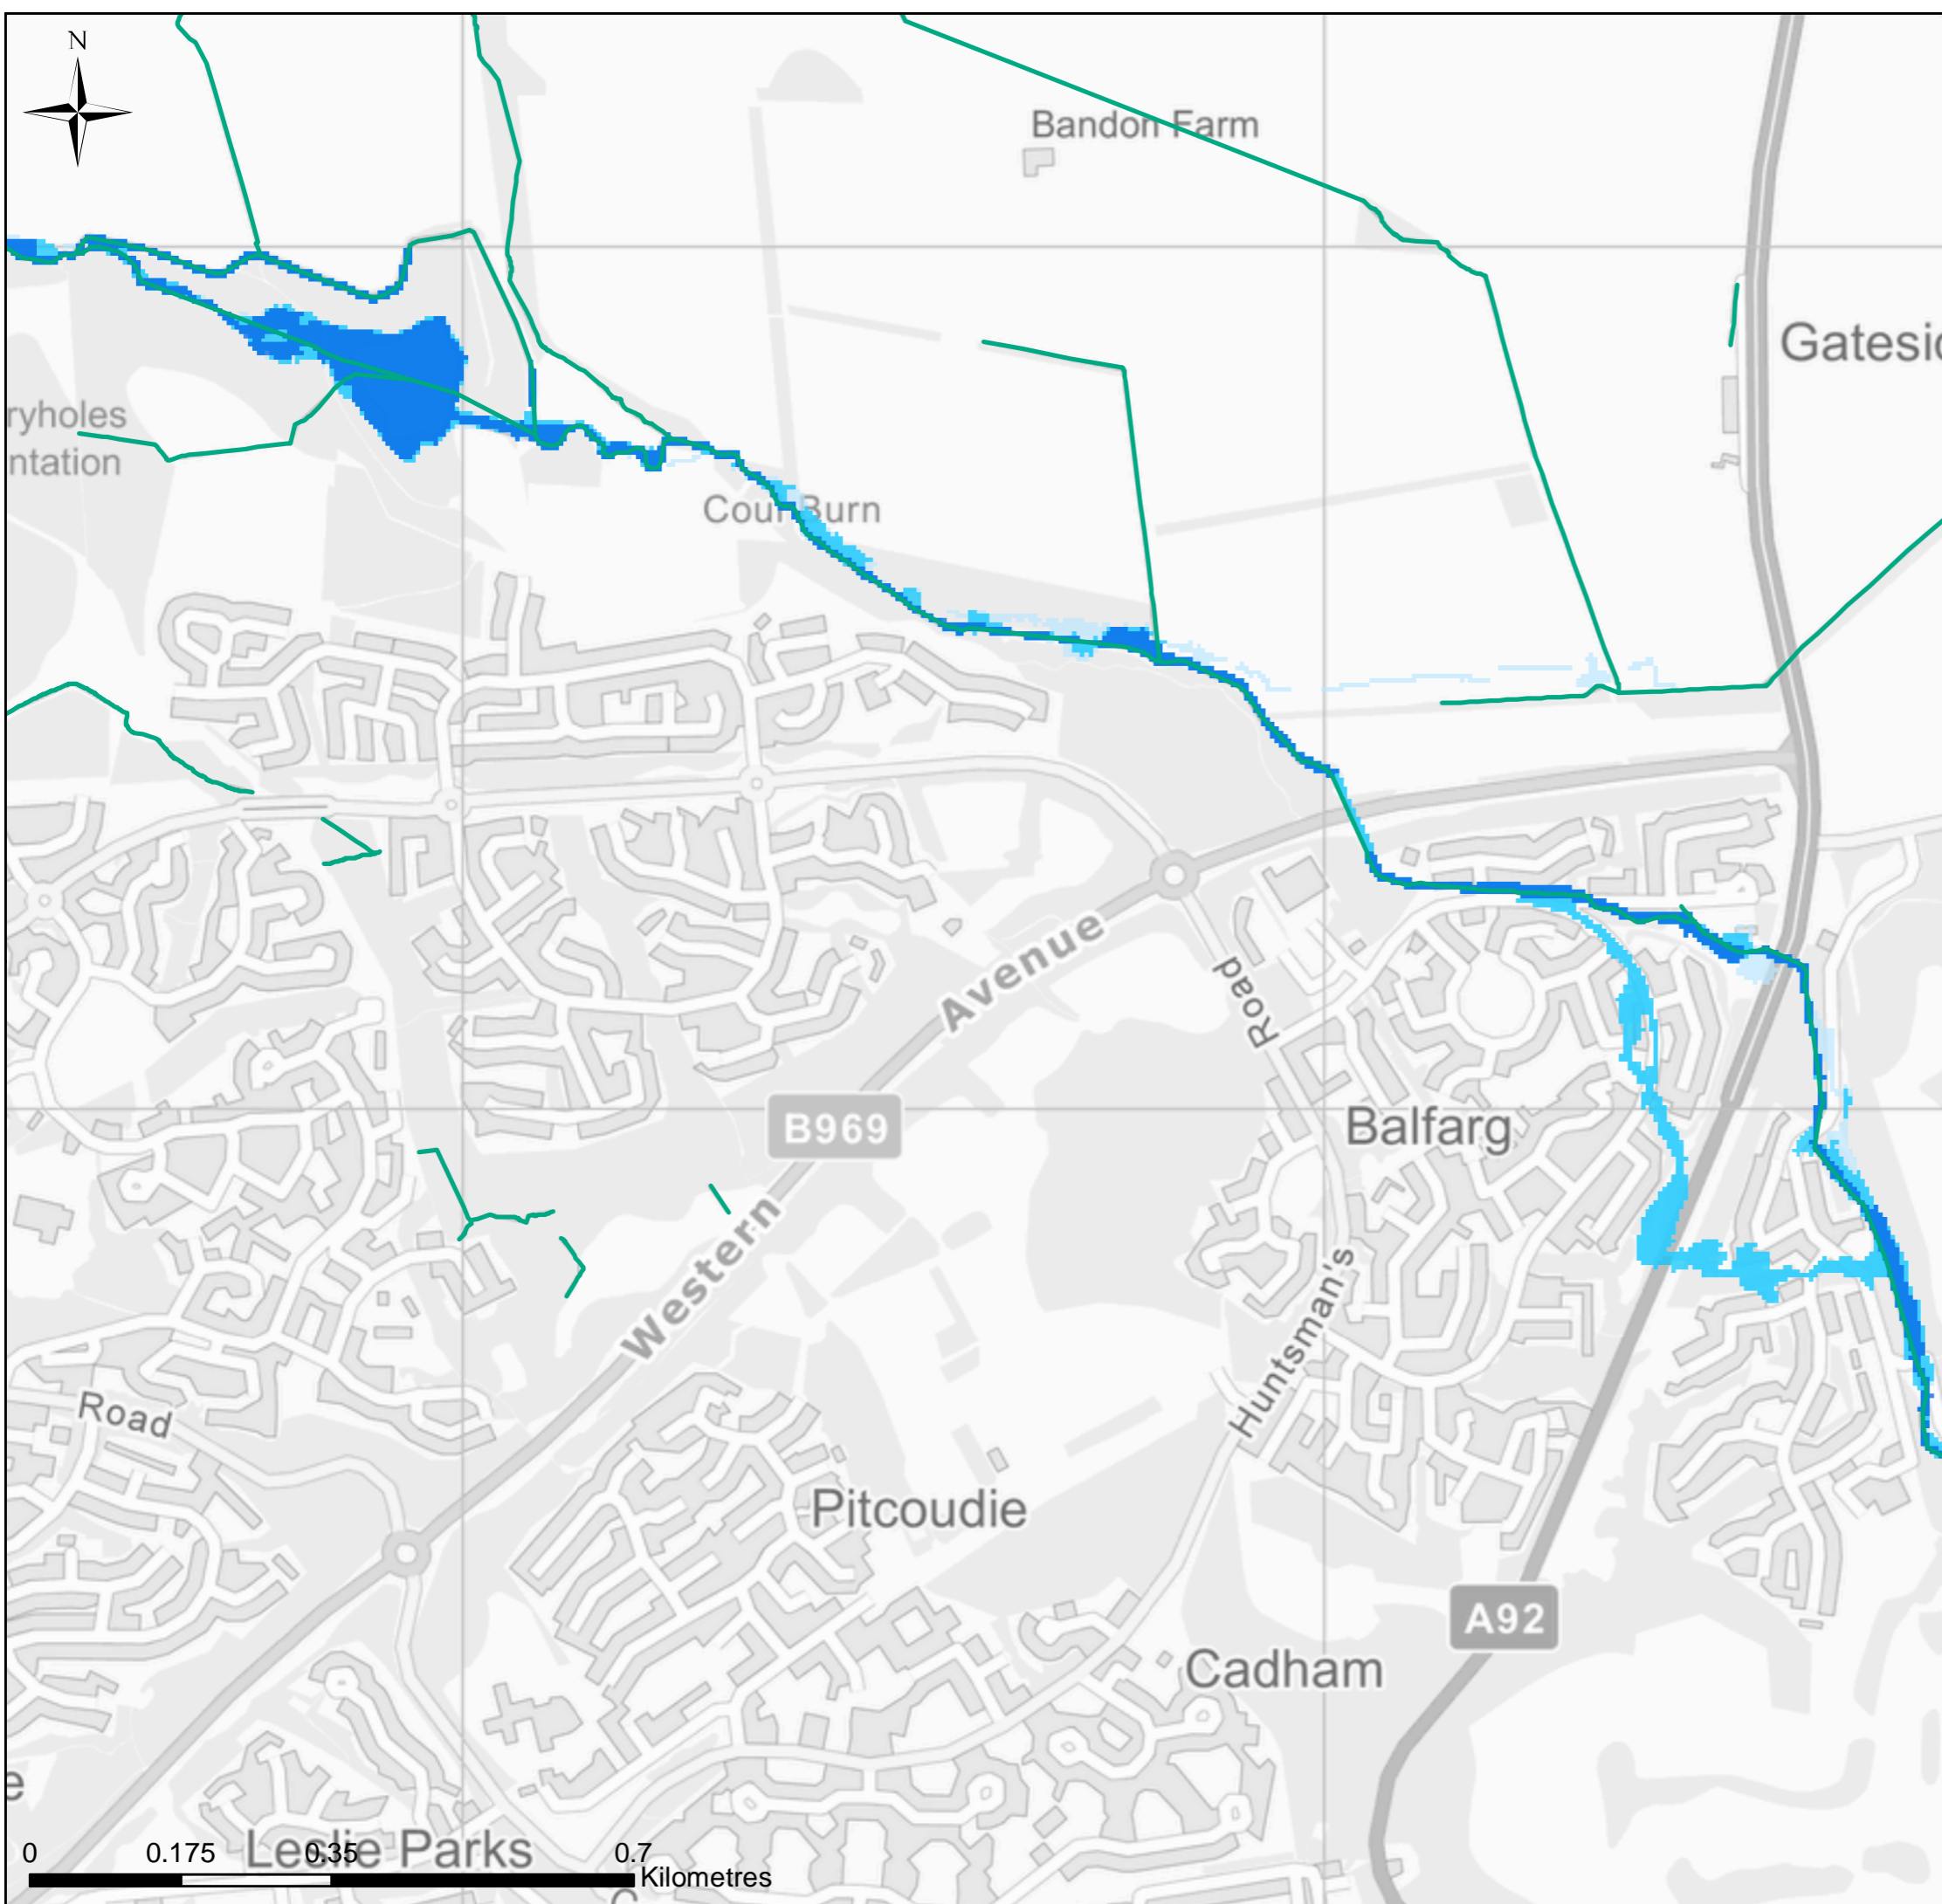 N
Bandon Farm
Gatesid
ryholes
ntation
Coul Burn
Avenue
Road
B969
Balfarg
Western
Huntsman's
Road
Pitcoudie
A92
Cadham
e
Leslie Parks
0 0.175 0.35 0.7
Kilometres